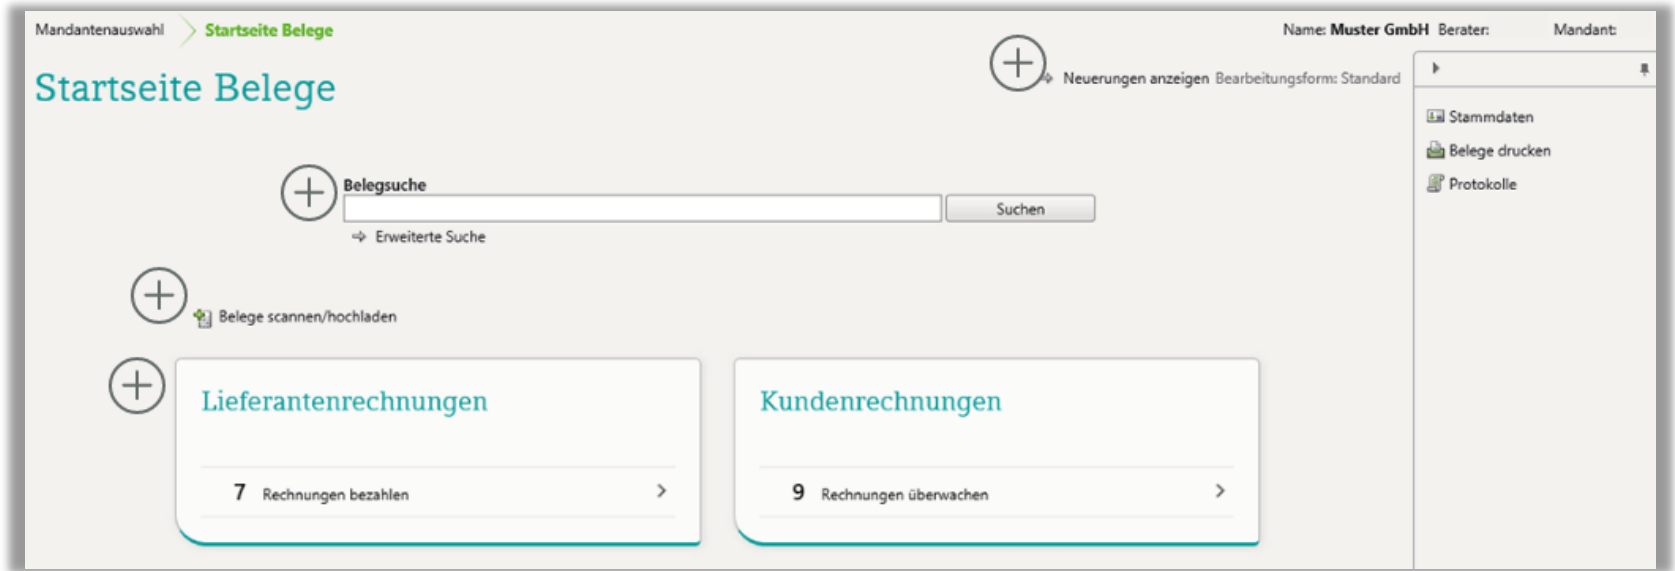 Mandantenauswahl Startseite Belege Name: Muster GmbH Berater: Mandant:
Startseite Belege
Neuerungen anzeigen Bearbeitungsform: Standard
Stammdaten
Belege drucken
Protokolle
Belegsuche
Suchen
Erweiterte Suche
Belege scannen/hochladen
Lieferantenrechnungen
7 Rechnungen bezahlen
Kundenrechnungen
9 Rechnungen überwachen